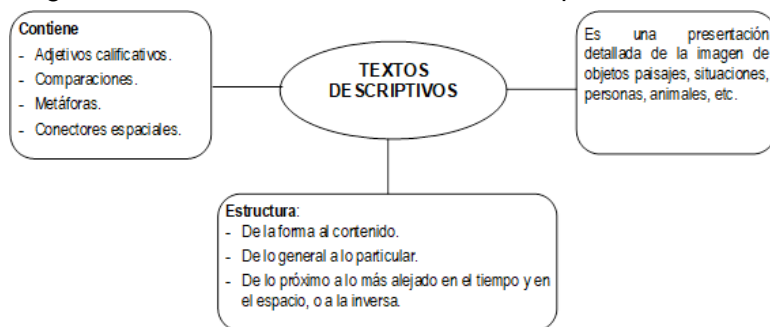 Contiene
- Adjetivos calificativos.
- Comparaciones.
- Metáforas.
- Conectores espaciales.
TEXTOS
DESCRIPTIVOS
Es una presentación
detallada de la imagen de
objetos paisajes, situaciones,
personas, animales, etc.
Estructura:
- De la forma al contenido.
- De lo general a lo particular.
- De lo próximo a lo más alejado en el tiempo y en
el espacio, o a la inversa.